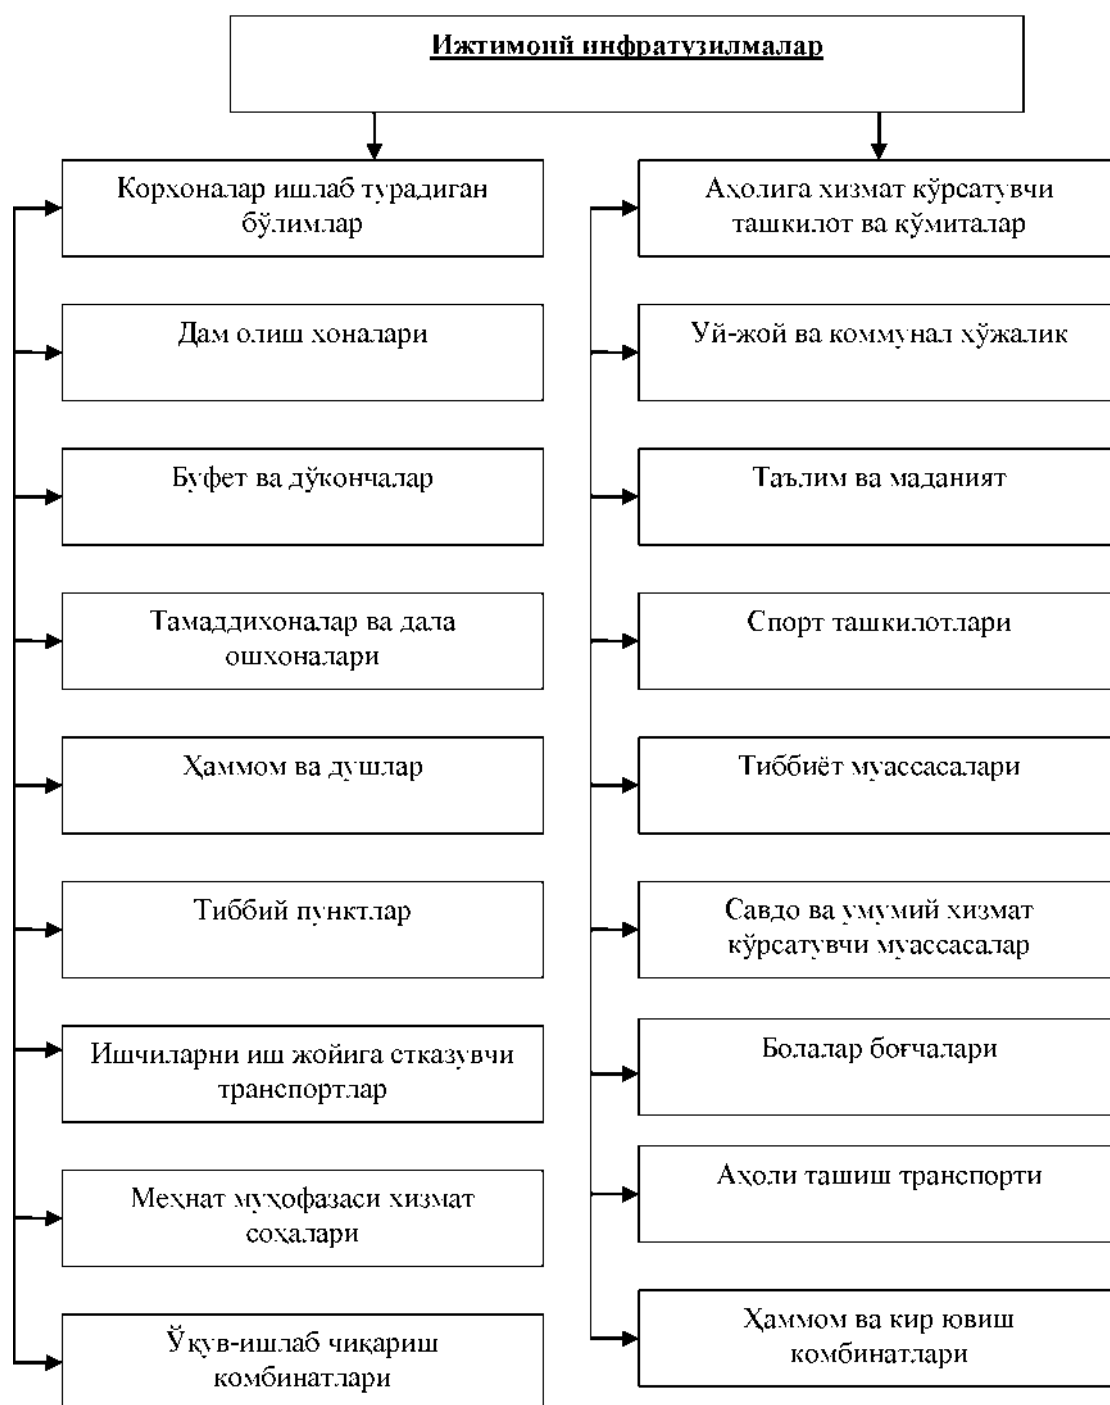 Ижтимоий инфратузилмалар
Корхоналар ишлаб турадиган
бўлимлар
Дам олиш хоналари
Буфет ва дўкончалар
Тамаддихоналар ва дала
ошхоналари
Ҳаммом ва душлар
Тиббий пунктлар
Ишчиларни иш жойига етказувчи
транспортлар
Меҳнат муҳофазаси хизмат
соҳалари
Ўқув-ишлаб чиқариш
комбинатлари
Аҳолига хизмат кўрсатувчи
ташкилот ва қўмиталар
Уй-жой ва коммунал хўжалик
Таълим ва маданият
Спорт ташкилотлари
Тиббиёт муассасалари
Савдо ва умумий хизмат
кўрсатувчи муассасалар
Болалар боғчалари
Аҳоли ташиш транспорти
Ҳаммом ва кир ювиш
комбинатлари